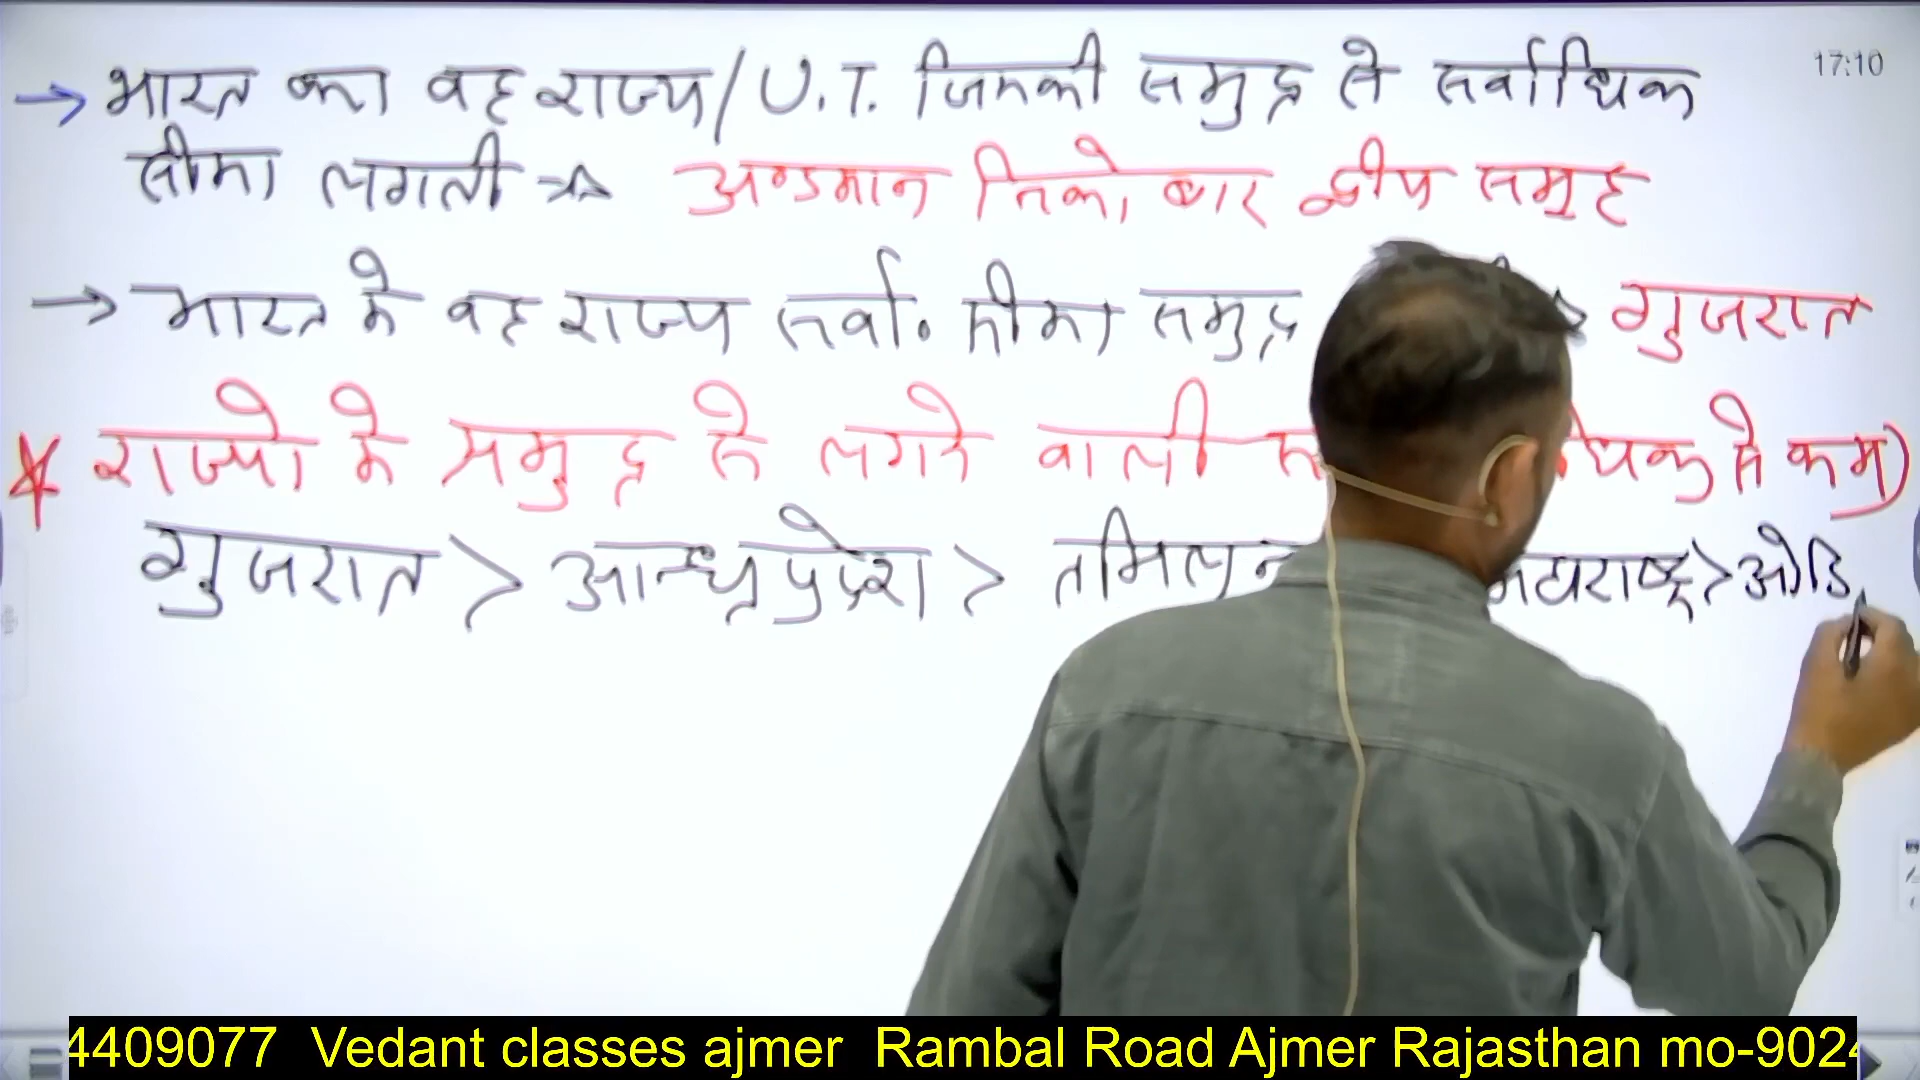 17:10
→ भारत का वह राज्य/U.T. जिसकी समुद्र से सर्वाधिक
सीमा लगती → अण्डमान निकोबार द्वीप समूह
→ भारत के वह राज्य सर्वा. सीमा समुद्र गुजरात
* राज्यो के समुद्र से लगने वाली से कम)
गुजरात > आन्ध्रप्रदेश > महाराष्ट्र > ओडि
4409077 Vedant classes ajmer Rambal Road Ajmer Rajasthan mo-902